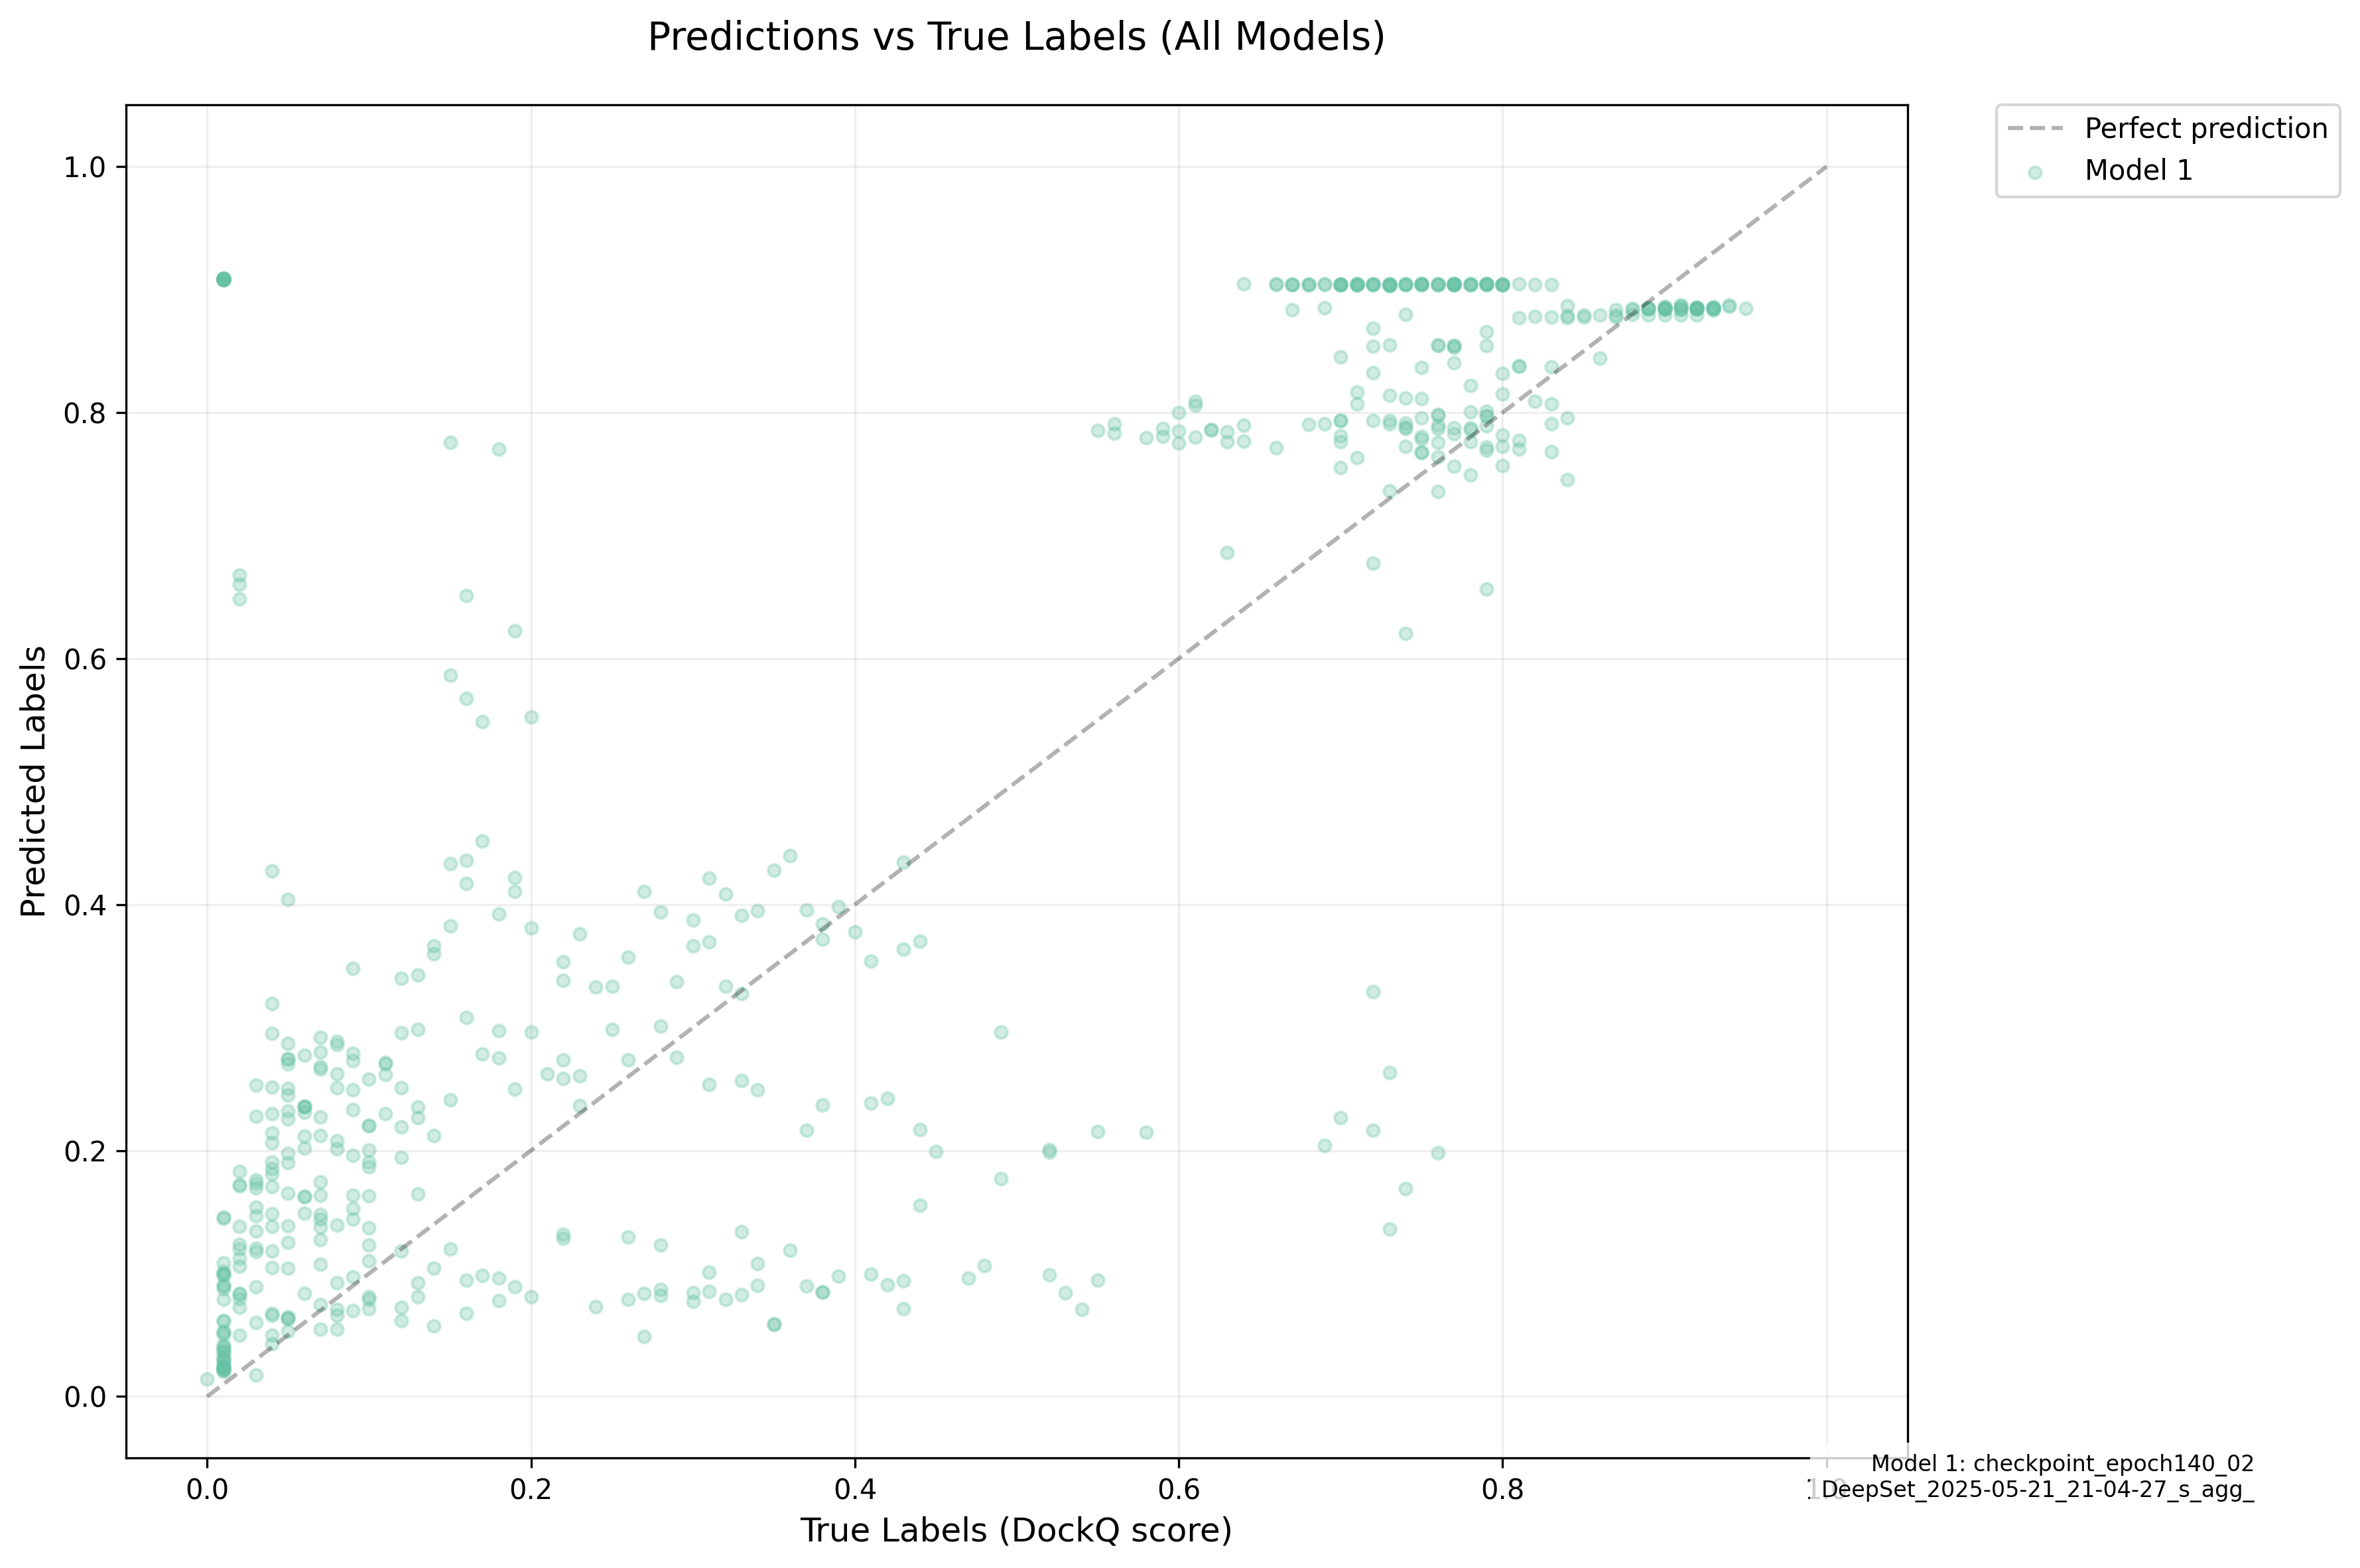 Predictions vs True Labels (All Models)
Perfect prediction
Model 1
Predicted Labels
1.0
0.8
0.6
0.4
0.2
0.0
0.0 0.2 0.4 0.6 0.8 1.0
True Labels (DockQ score)
Model 1: checkpoint_epoch140_02
DeepSet_2025-05-21_21-04-27_s_agg_